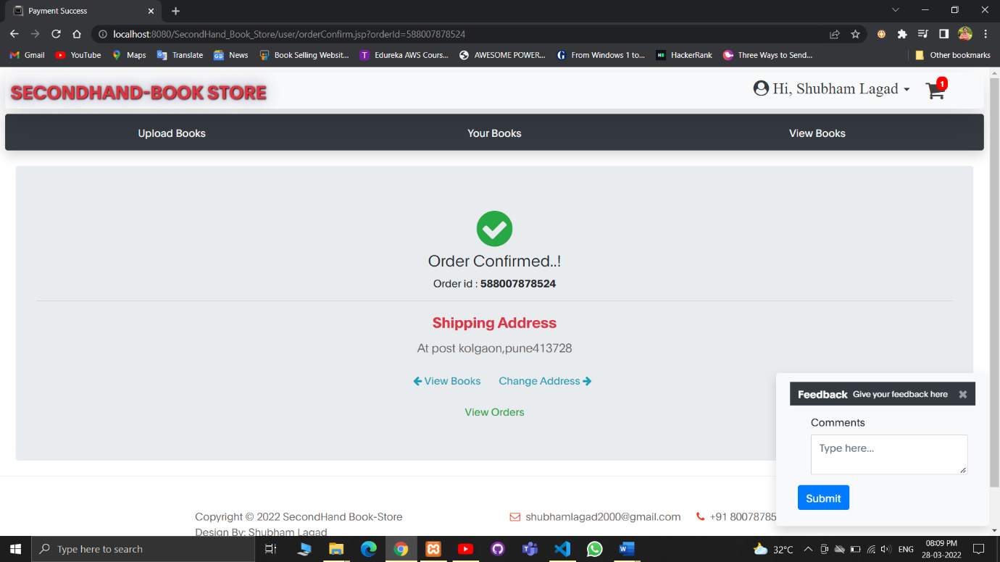 Payment Success
localhost:8080/SecondHand_Book_Store/user/orderConfirm.jsp?orderId=588007878524
Gmail YouTube Maps Translate News Book Selling Websit... Edureka AWS Cours... AWESOME POWER... From Windows 1 to... HackerRank Three Ways to Send... Other bookmarks
SECONDHAND-BOOK STORE
Hi, Shubham Lagad 1
Upload Books Your Books View Books
Order Confirmed..!
Order id : 588007878524
Shipping Address
At post kolgaon,pune413728
View Books Change Address
View Orders
Feedback Give your feedback here
Comments
Type here...
Submit
Copyright © 2022 SecondHand Book-Store shubhamlagad2000@gmail.com +91 80078785
Design By: Shubham Lagad
Type here to search
32°C ENG 08:09 PM
28-03-2022